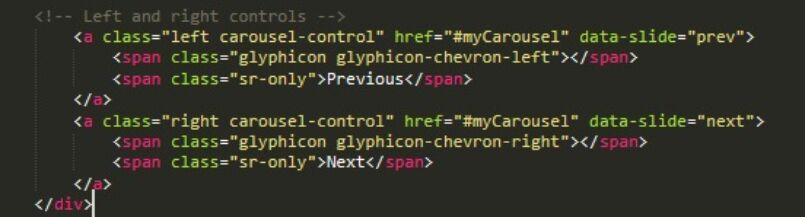 <!-- Left and right controls -->
<a class="left carousel-control" href="#myCarousel" data-slide="prev">
<span class="glyphicon glyphicon-chevron-left"></span>
<span class="sr-only">Previous</span>
</a>
<a class="right carousel-control" href="#myCarousel" data-slide="next">
<span class="glyphicon glyphicon-chevron-right"></span>
<span class="sr-only">Next</span>
</a>
</div>